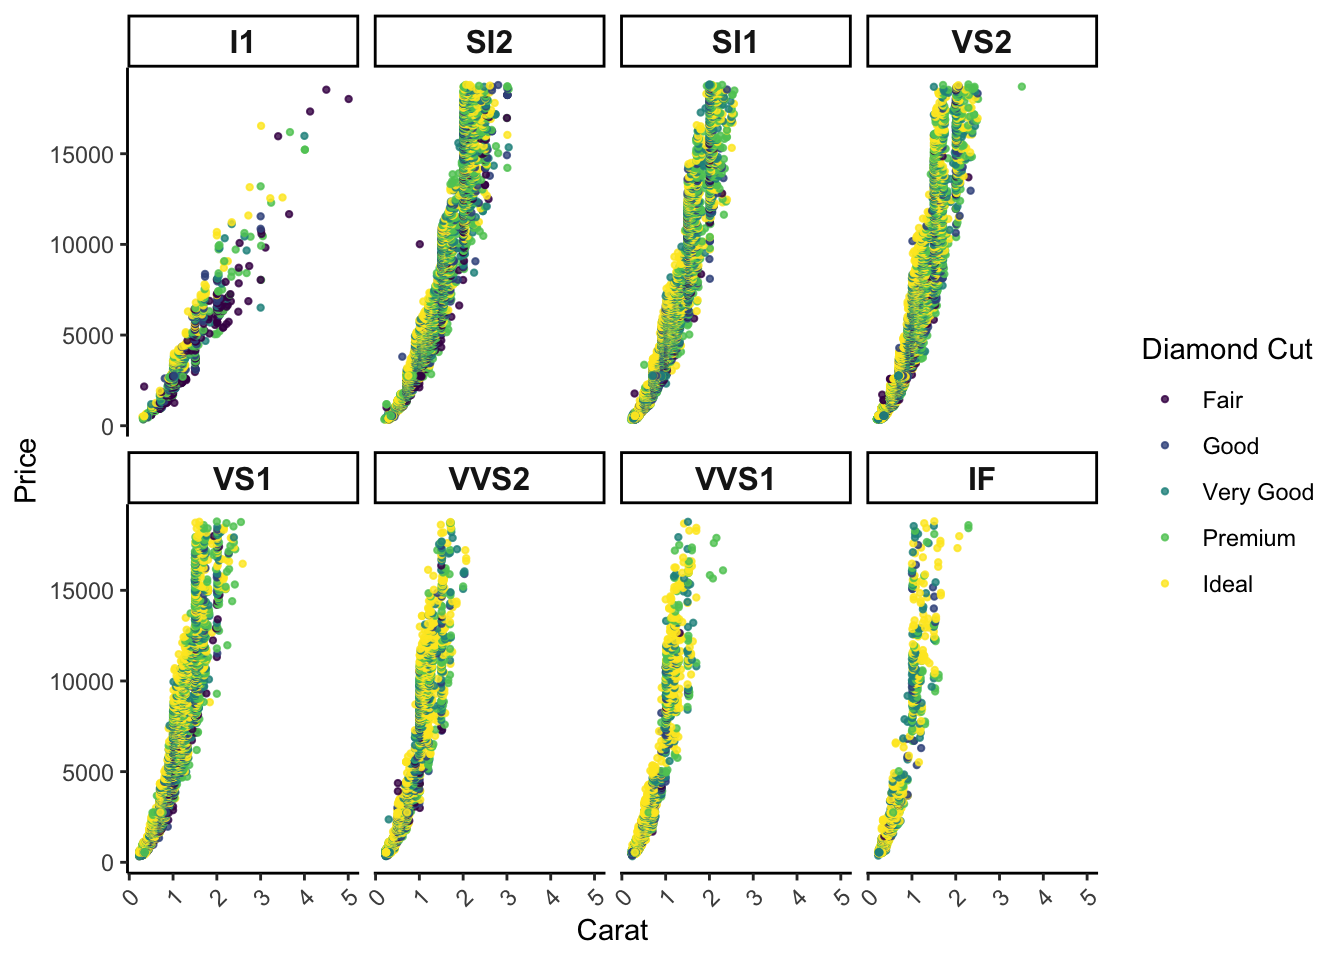 I1 SI2 SI1 VS2
15000
10000
5000
0
VS1 VVS2 VVS1 IF
15000
10000
5000
0
0 1 2 3 4 5 0 1 2 3 4 5 0 1 2 3 4 5 0 1 2 3 4 5
Carat
Price
Diamond Cut
Fair
Good
Very Good
Premium
Ideal